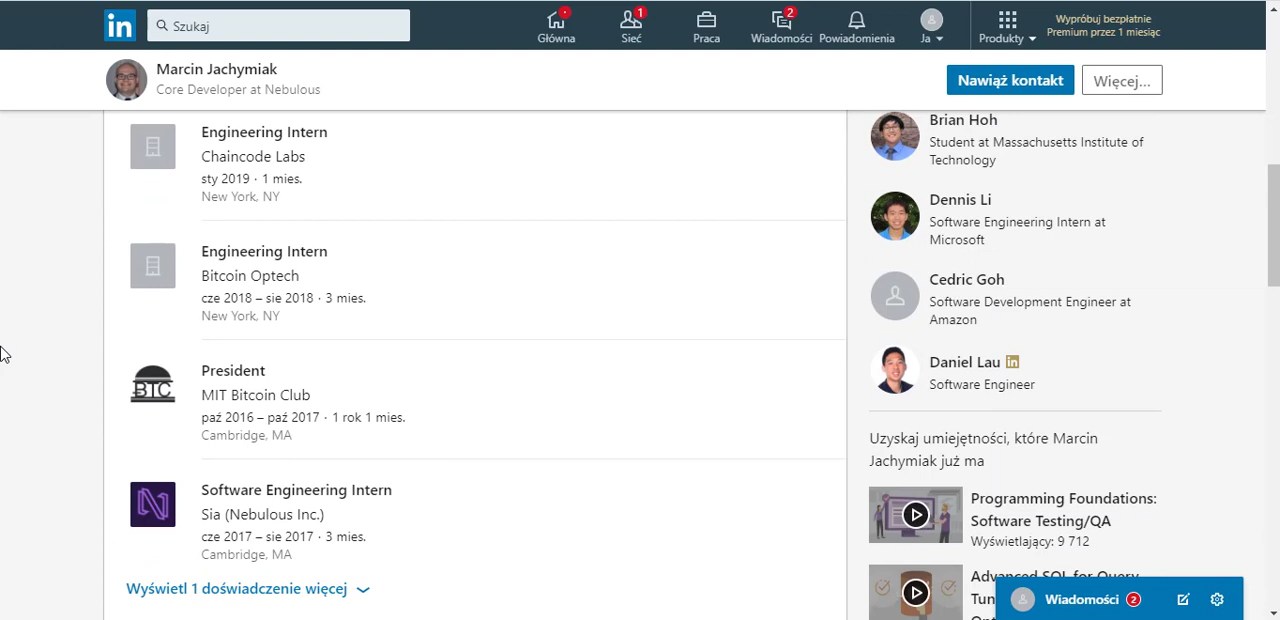 in
Szukaj
Główna
1
Sieć
Praca
2
Wiadomości
Powiadomienia
Ja
Produkty
Wypróbuj bezpłatnie
Premium przez 1 miesiąc
Marcin Jachymiak
Core Developer at Nebulous
Nawiąż kontakt
Więcej...
Engineering Intern
Chaincode Labs
sty 2019 · 1 mies.
New York, NY
Engineering Intern
Bitcoin Optech
cze 2018 – sie 2018 · 3 mies.
New York, NY
BTC
President
MIT Bitcoin Club
paź 2016 – paź 2017 · 1 rok 1 mies.
Cambridge, MA
Software Engineering Intern
Sia (Nebulous Inc.)
cze 2017 – sie 2017 · 3 mies.
Cambridge, MA
Wyświetl 1 doświadczenie więcej
Brian Hoh
Student at Massachusetts Institute of
Technology
Dennis Li
Software Engineering Intern at
Microsoft
Cedric Goh
Software Development Engineer at
Amazon
Daniel Lau in
Software Engineer
Uzyskaj umiejętności, które Marcin
Jachymiak już ma
Programming Foundations:
Software Testing/QA
Wyświetlający: 9 712
Advanced SQL for Query
Wiadomości 2